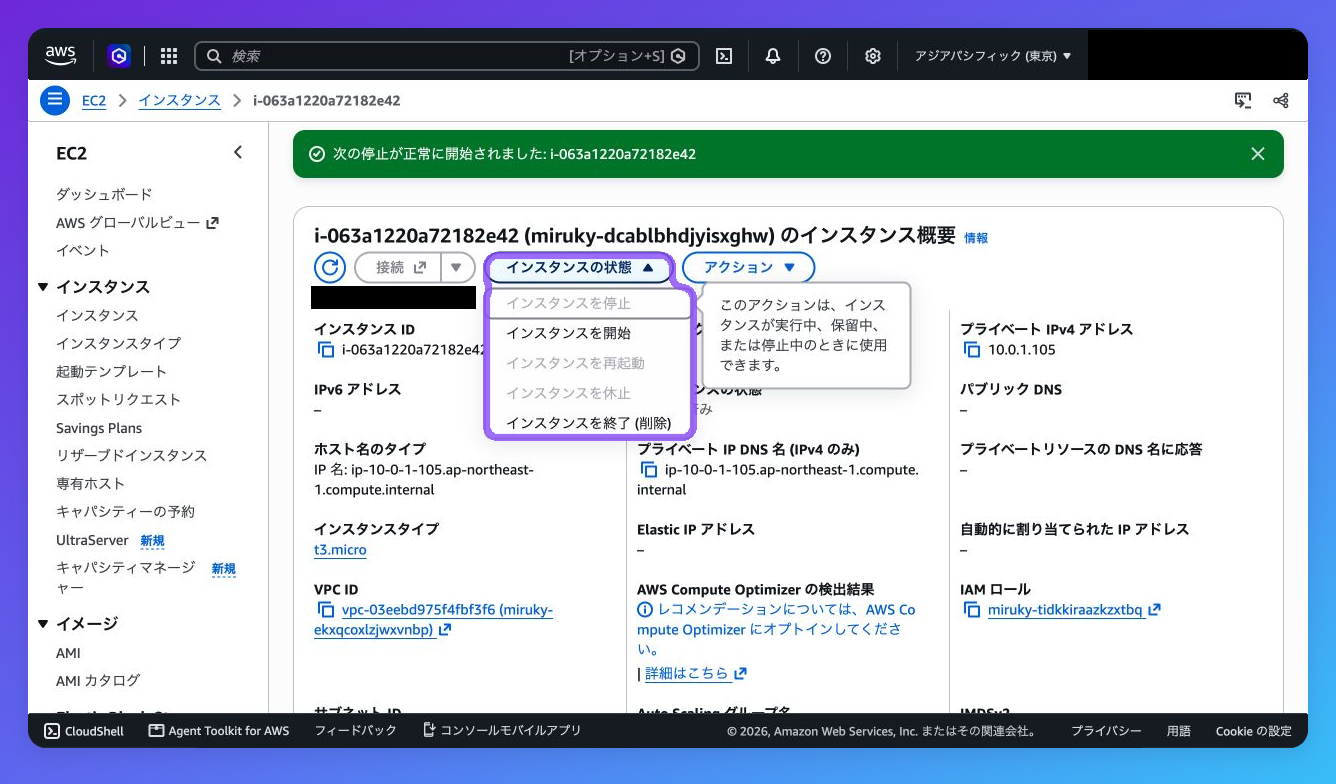 aws
検索
[オプション+S]
アジアパシフィック (東京)
EC2
インスタンス
i-063a1220a72182e42
EC2
ダッシュボード
AWS グローバルビュー
イベント
インスタンス
インスタンス
インスタンスタイプ
起動テンプレート
スポットリクエスト
Savings Plans
リザーブドインスタンス
専有ホスト
キャパシティーの予約
UltraServer 新規
キャパシティマネージャー 新規
イメージ
AMI
AMI カタログ
次の停止が正常に開始されました: i-063a1220a72182e42
i-063a1220a72182e42 (miruky-dcablbhdjyisxghw) のインスタンス概要 情報
接続
インスタンスの状態
アクション
インスタンスを停止
インスタンスを開始
インスタンスを再起動
インスタンスを休止
インスタンスを終了 (削除)
このアクションは、インス
タンスが実行中、保留中、
または停止中のときに使用
できます。
インスタンス ID
i-063a1220a72182e42
プライベート IPv4 アドレス
10.0.1.105
IPv6 アドレス
–
パブリック DNS
–
ホスト名のタイプ
IP 名: ip-10-0-1-105.ap-northeast-
1.compute.internal
プライベート IP DNS 名 (IPv4 のみ)
ip-10-0-1-105.ap-northeast-1.compute.
internal
プライベートリソースの DNS 名に応答
–
インスタンスタイプ
t3.micro
Elastic IP アドレス
–
自動的に割り当てられた IP アドレス
–
VPC ID
vpc-03eebd975f4fbf3f6 (miruky-
ekxqcoxlzjwxvnbp)
AWS Compute Optimizer の検出結果
レコメンデーションについては、AWS Co
mpute Optimizer にオプトインしてくださ
い。
| 詳細はこちら
IAM ロール
miruky-tidkkiraazkzxtbq
サブネット ID
Auto Scaling グループ名
IMDSv2
CloudShell
Agent Toolkit for AWS
フィードバック
コンソールモバイルアプリ
© 2026, Amazon Web Services, Inc. またはその関連会社。
プライバシー
用語
Cookie の設定